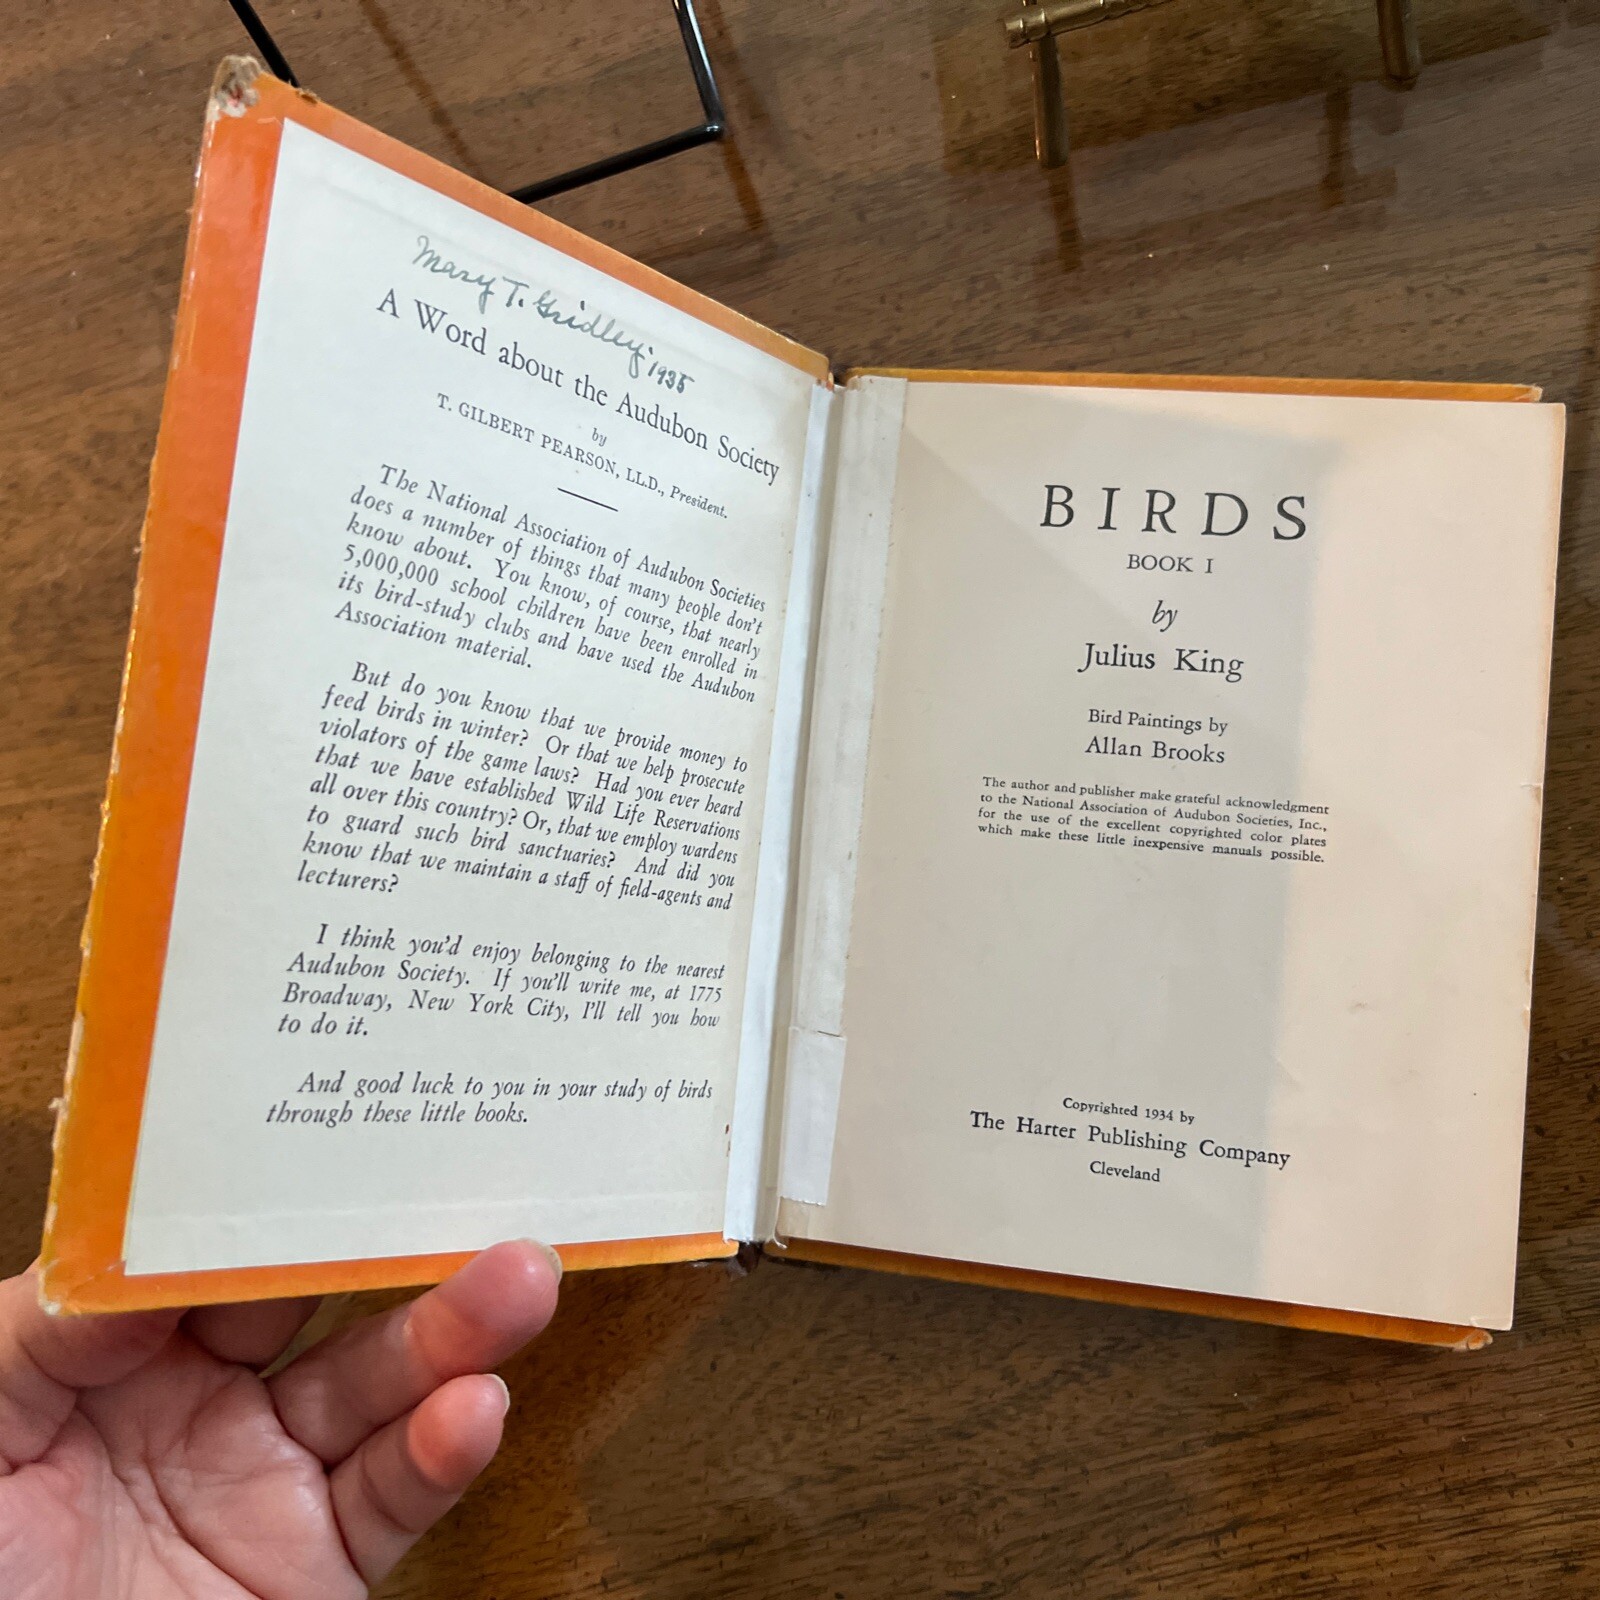 Mary T. Gridley 1935
A Word about the Audubon Society
by
T. GILBERT PEARSON, LL.D., President.
The National Association of Audubon Societies
does a number of things that many people don't
know about. You know, of course, that nearly
5,000,000 school children have been enrolled in
its bird-study clubs and have used the Audubon
Association material.
But do you know that we provide money to
feed birds in winter? Or that we help prosecute
violators of the game laws? Had you ever heard
that we have established Wild Life Reservations
all over this country? Or, that we employ wardens
to guard such bird sanctuaries? And did you
know that we maintain a staff of field-agents and
lecturers?
I think you'd enjoy belonging to the nearest
Audubon Society. If you'll write me, at 1775
Broadway, New York City, I'll tell you how
to do it.
And good luck to you in your study of birds
through these little books.
BIRDS
BOOK I
by
Julius King
Bird Paintings by
Allan Brooks
The author and publisher make grateful acknowledgment
to the National Association of Audubon Societies, Inc.,
for the use of the excellent copyrighted color plates
which make these little inexpensive manuals possible.
Copyrighted 1934 by
The Harter Publishing Company
Cleveland